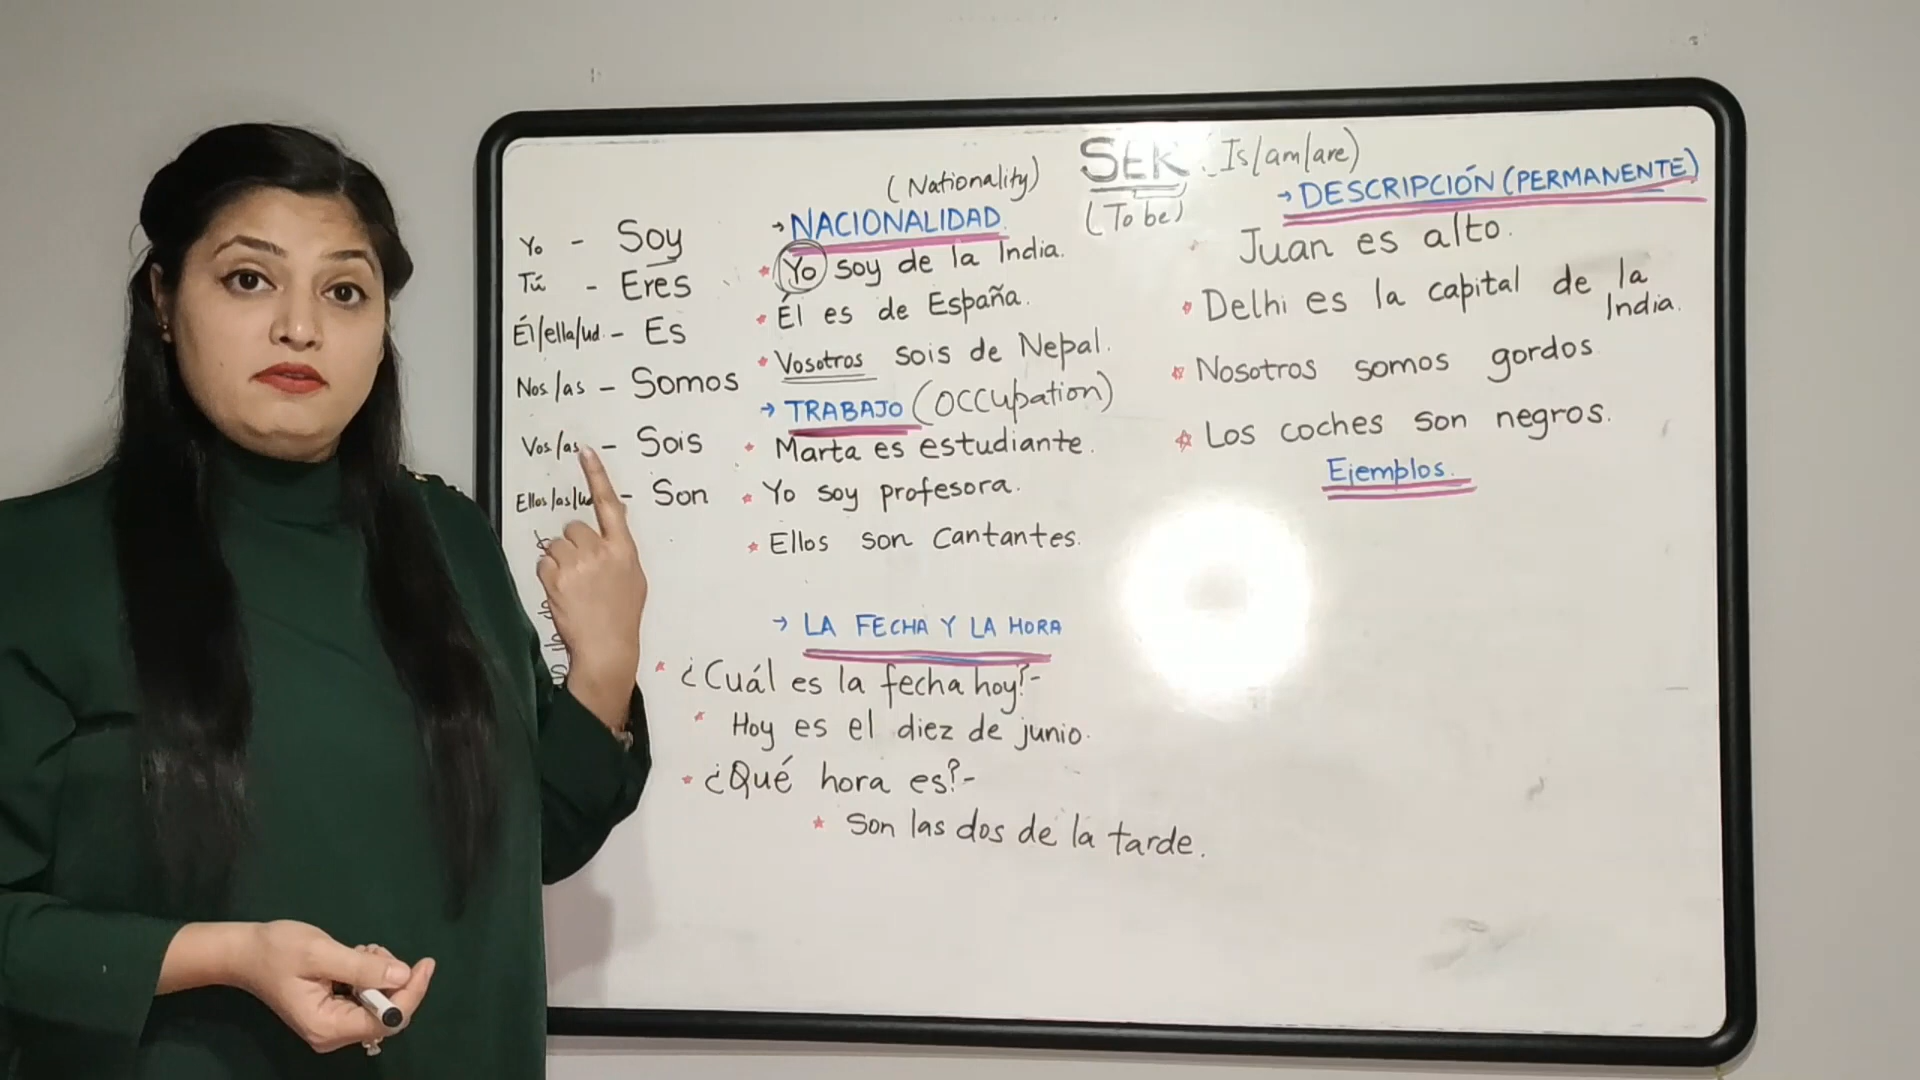 SER. Is/am/are)
(To be)
Yo - Soy
Tú - Eres
Él/ella/ud. - Es
Nos/as - Somos
Vos/as - Sois
Ellos/as/ - Son
(Nationality)
→ NACIONALIDAD.
* Yo soy de la India.
* Él es de España.
* Vosotros sois de Nepal.
→ TRABAJO (Occupation)
* Marta es estudiante.
* Yo soy profesora.
* Ellos son Cantantes.
→ LA FECHA Y LA HORA
* ¿Cuál es la fecha hoy?-
* Hoy es el diez de junio.
* ¿Qué hora es?-
* Son las dos de la tarde.
→ DESCRIPCIÓN (PERMANENTE)
Juan es alto.
* Delhi es la capital de la
India.
* Nosotros somos gordos
* Los coches son negros.
Ejemplos.